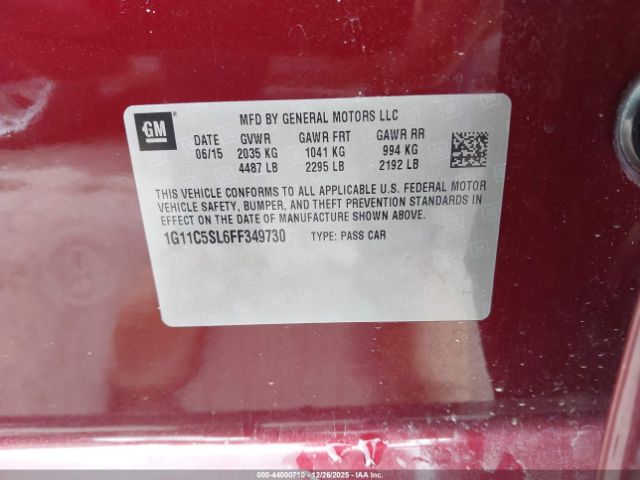 GM
MFD BY GENERAL MOTORS LLC
DATE GVWR GAWR FRT GAWR RR
06/15 2035 KG 1041 KG 994 KG
4487 LB 2295 LB 2192 LB
THIS VEHICLE CONFORMS TO ALL APPLICABLE U.S. FEDERAL MOTOR
VEHICLE SAFETY, BUMPER, AND THEFT PREVENTION STANDARDS IN
EFFECT ON THE DATE OF MANUFACTURE SHOWN ABOVE.
1G11C5SL6FF349730 TYPE: PASS CAR
000-44000710 - 12/26/2025 - IAAI.COM